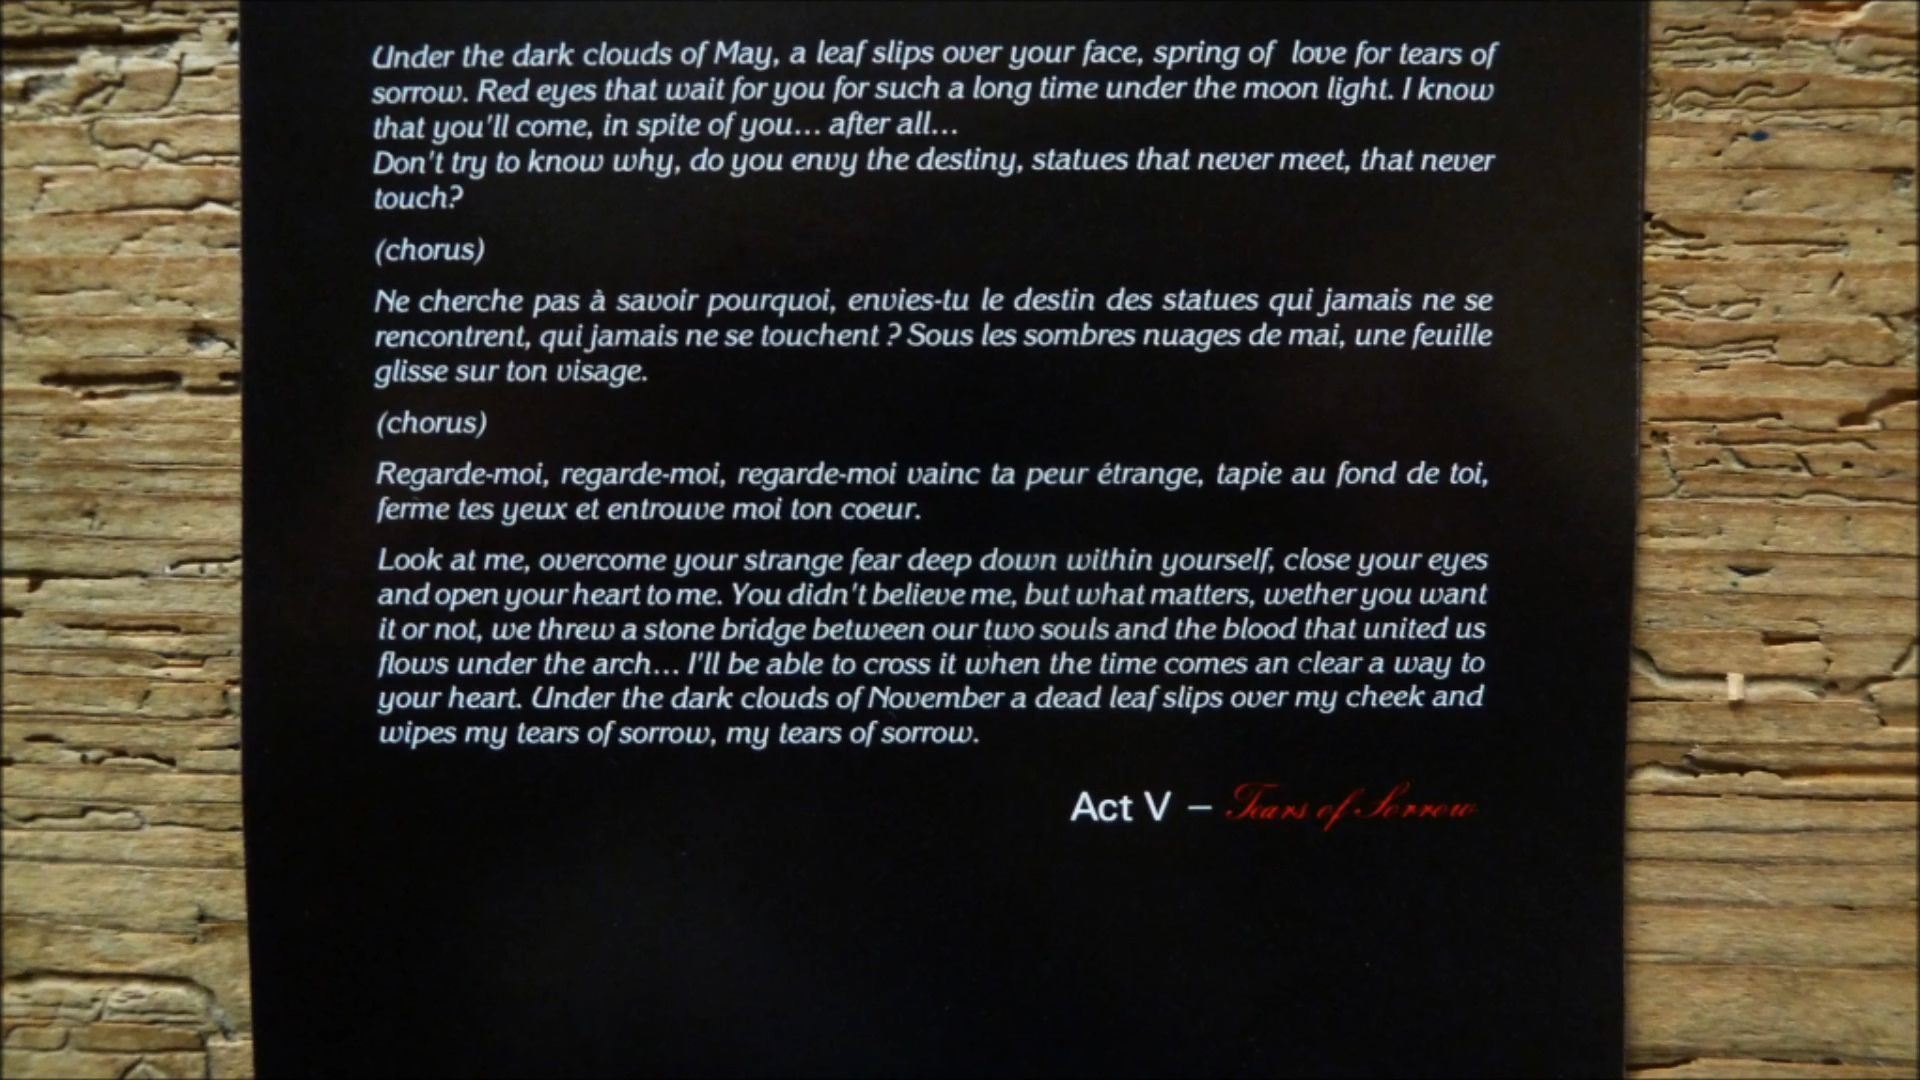 Under the dark clouds of May, a leaf slips over your face, spring of love for tears of
sorrow. Red eyes that wait for you for such a long time under the moon light. I know
that you'll come, in spite of you... after all...
Don't try to know why, do you envy the destiny, statues that never meet, that never
touch?
(chorus)
Ne cherche pas à savoir pourquoi, envies-tu le destin des statues qui jamais ne se
rencontrent, qui jamais ne se touchent ? Sous les sombres nuages de mai, une feuille
glisse sur ton visage.
(chorus)
Regarde-moi, regarde-moi, regarde-moi vainc ta peur étrange, tapie au fond de toi,
ferme tes yeux et entrouve moi ton coeur.
Look at me, overcome your strange fear deep down within yourself, close your eyes
and open your heart to me. You didn't believe me, but what matters, wether you want
it or not, we threw a stone bridge between our two souls and the blood that united us
flows under the arch... I'll be able to cross it when the time comes an clear a way to
your heart. Under the dark clouds of November a dead leaf slips over my cheek and
wipes my tears of sorrow, my tears of sorrow.
Act V – Tears of Sorrow